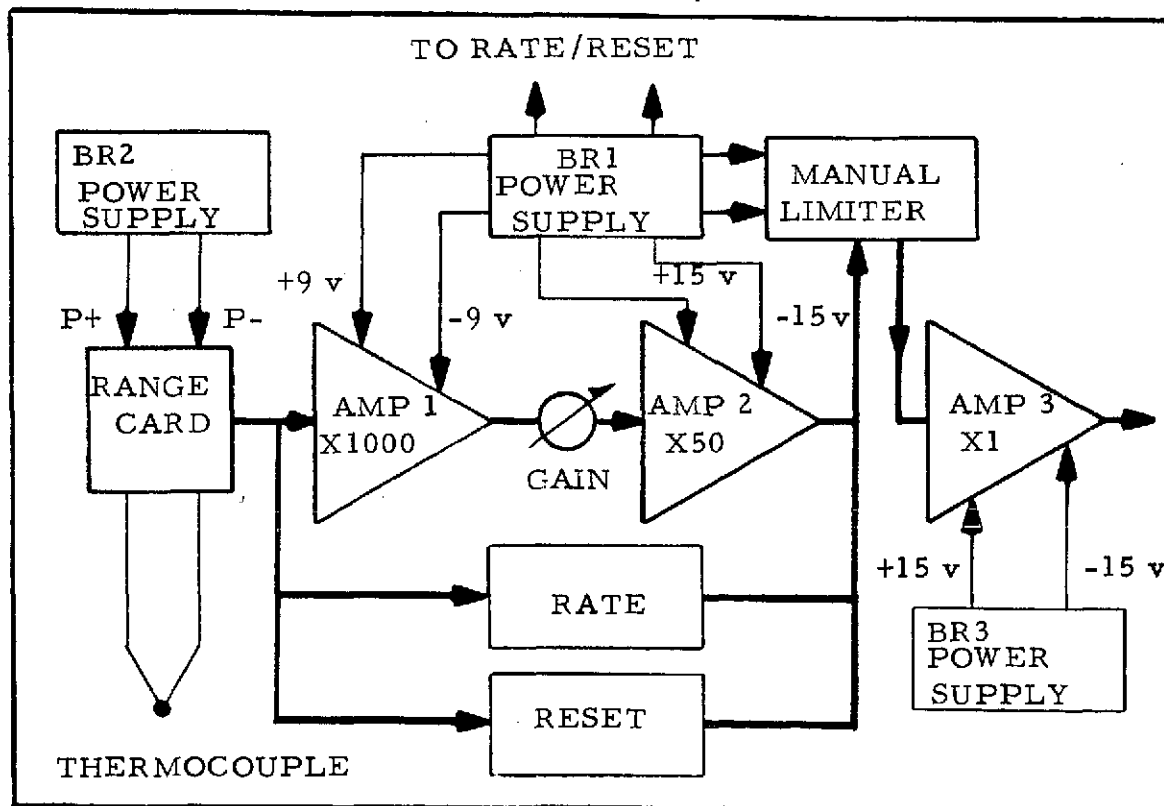 TO RATE/RESET
BR2
POWER
SUPPLY
BR1
POWER
SUPPLY
MANUAL
LIMITER
+9 v
-9 v
+15 v
-15 v
P+
P-
RANGE
CARD
AMP 1
X1000
GAIN
AMP 2
X50
AMP 3
X1
RATE
RESET
+15 v
-15 v
BR3
POWER
SUPPLY
THERMOCOUPLE